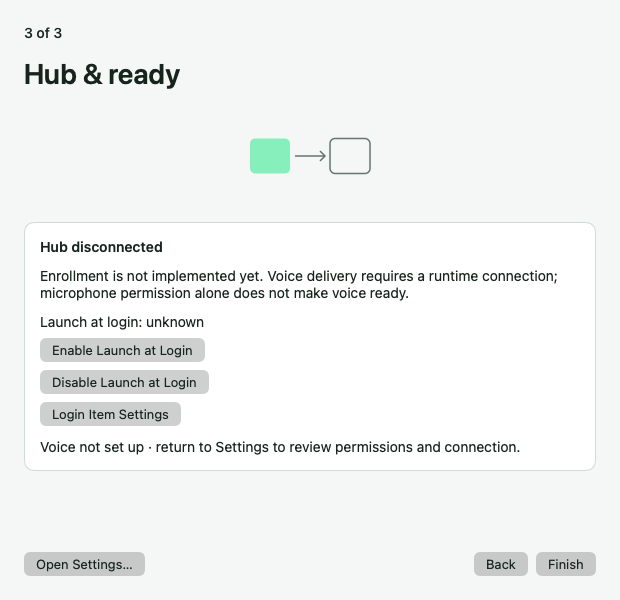 3 of 3
Hub & ready
Hub disconnected
Enrollment is not implemented yet. Voice delivery requires a runtime connection;
microphone permission alone does not make voice ready.
Launch at login: unknown
Enable Launch at Login
Disable Launch at Login
Login Item Settings
Voice not set up · return to Settings to review permissions and connection.
Open Settings...
Back
Finish